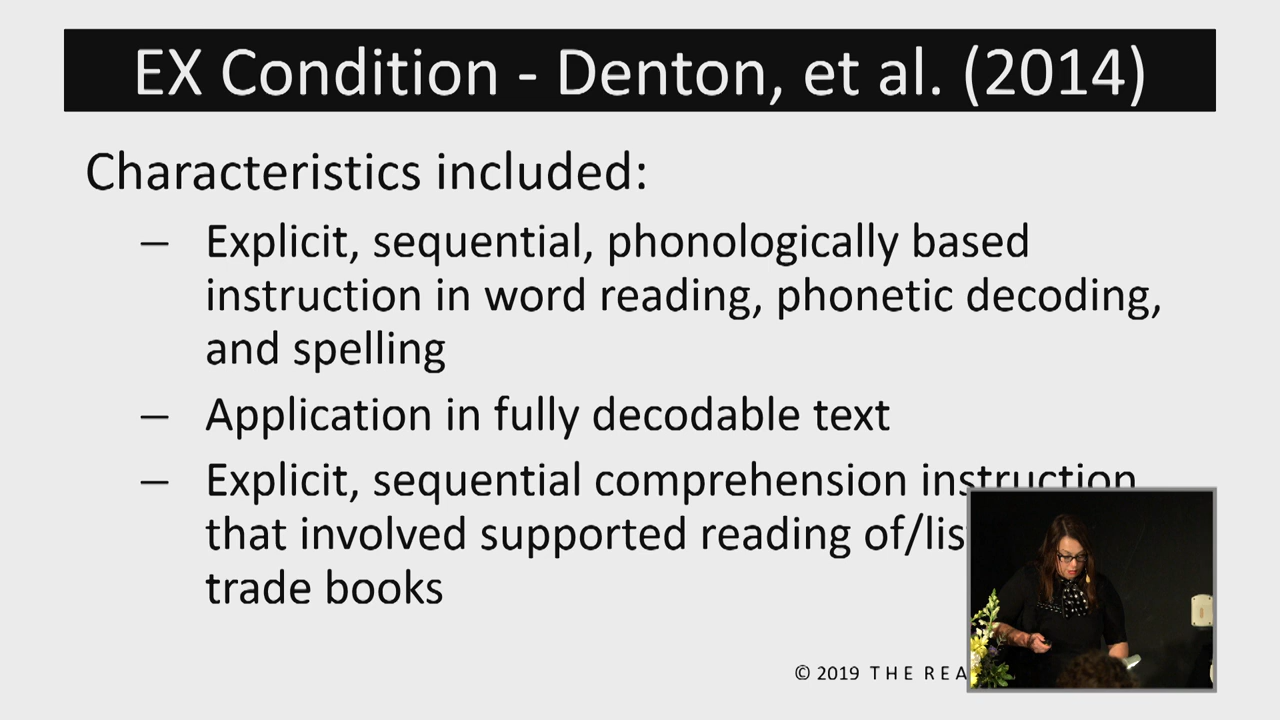 EX Condition - Denton, et al. (2014)
Characteristics included:
– Explicit, sequential, phonologically based
instruction in word reading, phonetic decoding,
and spelling
– Application in fully decodable text
– Explicit, sequential comprehension instruction
that involved supported reading of/
trade books
© 2019 THE